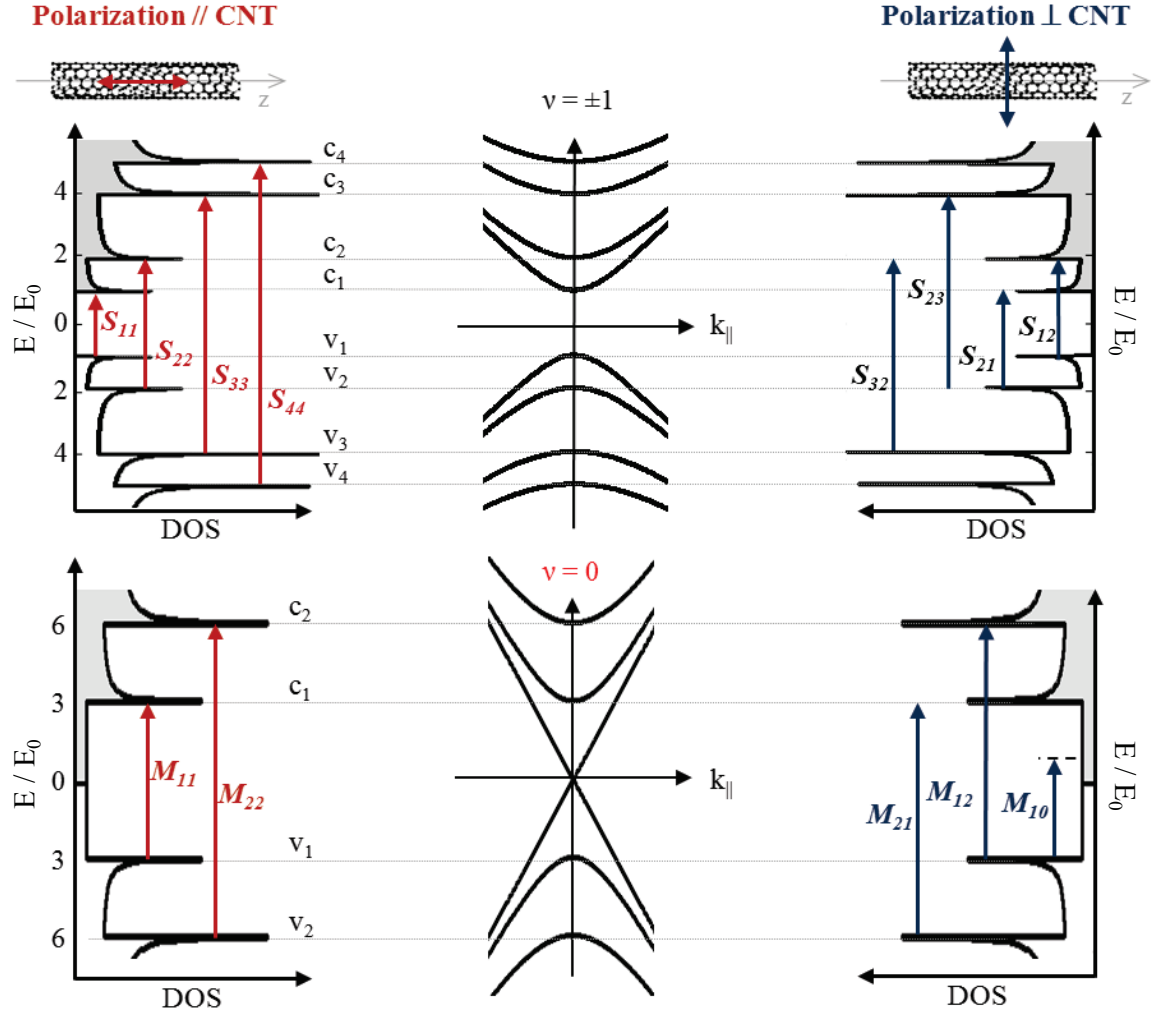 Polarization // CNT
Polarization ⊥ CNT
z
z
ν = ±1
c₄
c₃
c₂
c₁
v₁
v₂
v₃
v₄
4
2
0
2
4
E / E₀
S₁₁
S₂₂
S₃₃
S₄₄
DOS
k∥
S₃₂
S₂₃
S₂₁
S₁₂
E / E₀
DOS
ν = 0
c₂
c₁
v₁
v₂
6
3
0
3
6
E / E₀
M₁₁
M₂₂
DOS
k∥
M₂₁
M₁₂
M₁₀
E / E₀
DOS